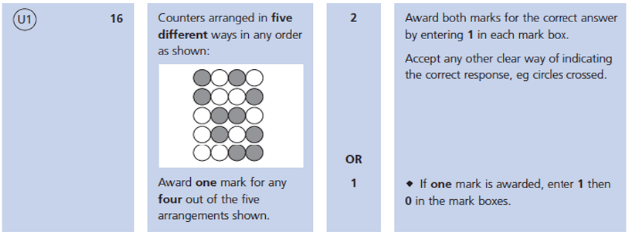 U1
16
Counters arranged in five
different ways in any order
as shown:
2
Award both marks for the correct answer
by entering 1 in each mark box.
Accept any other clear way of indicating
the correct response, eg circles crossed.
OR
Award one mark for any
four out of the five
arrangements shown.
1
♦ If one mark is awarded, enter 1 then
0 in the mark boxes.